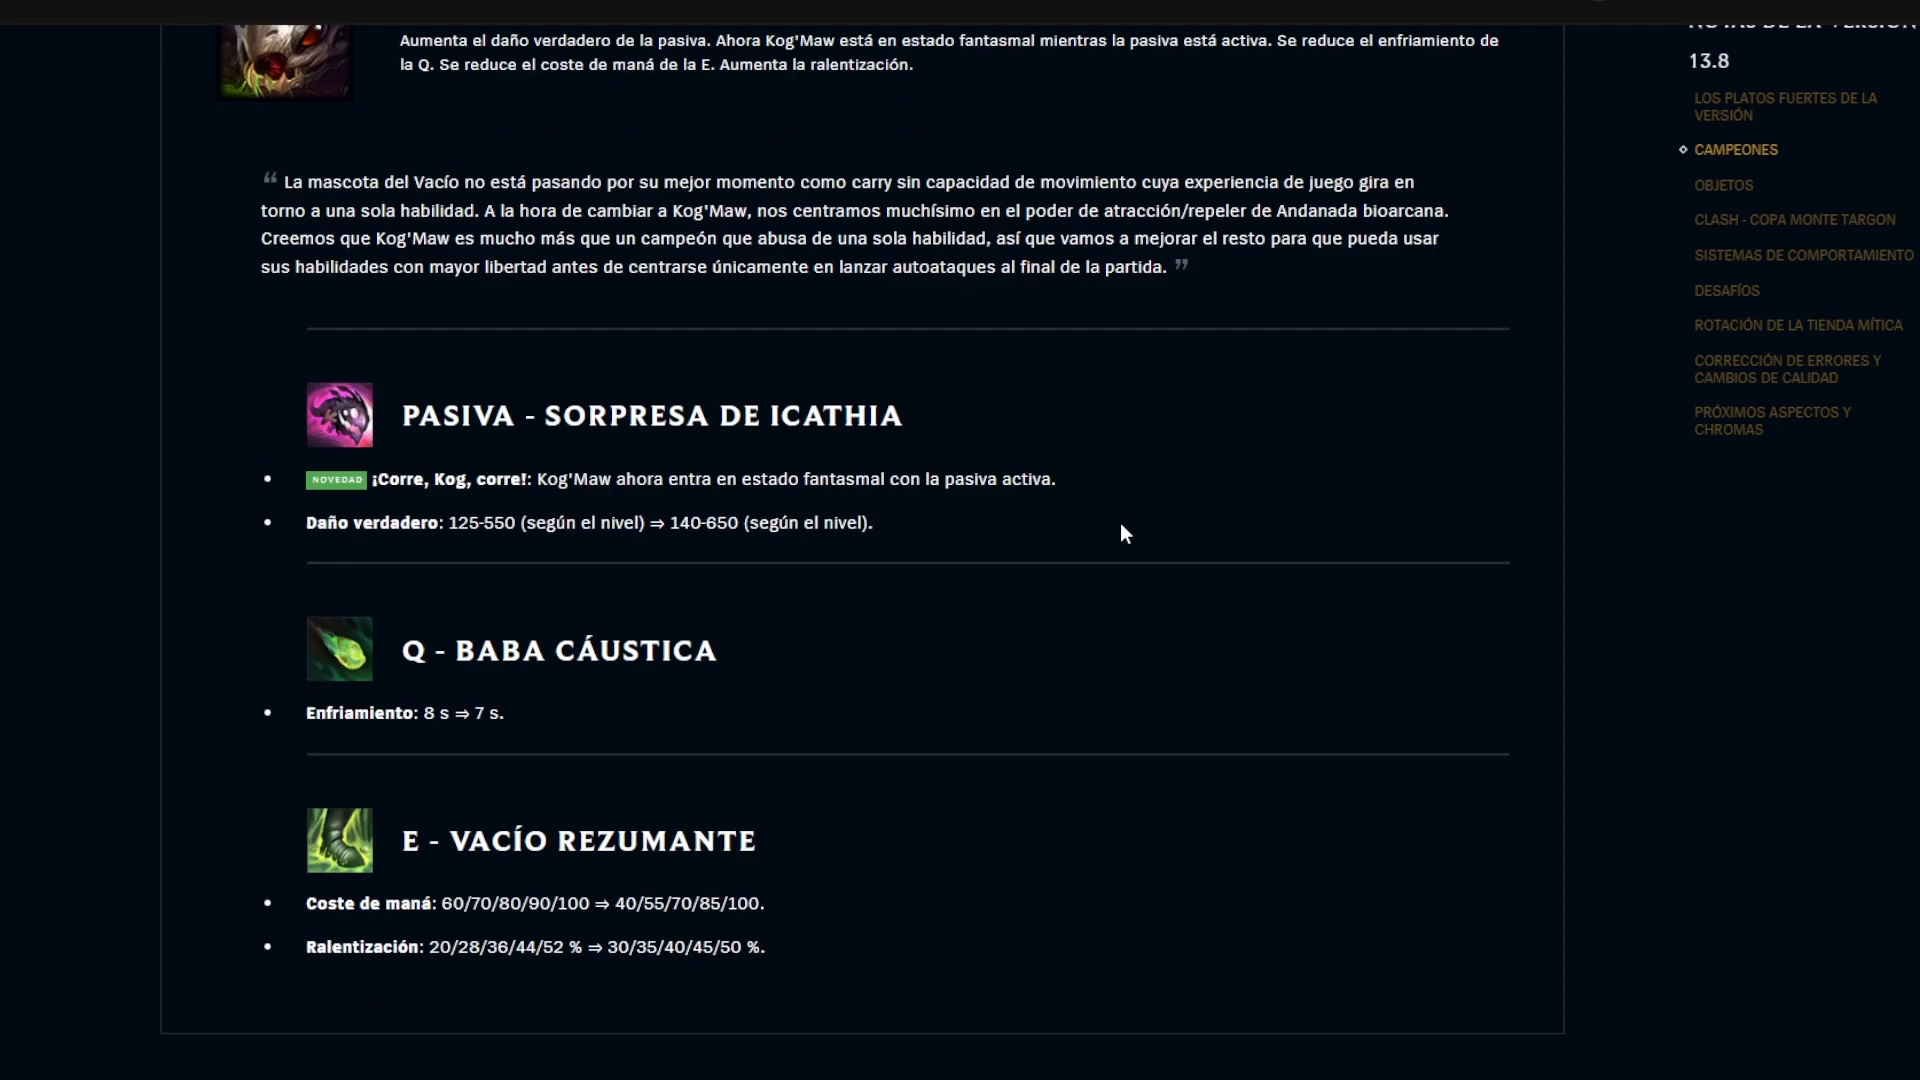 Aumenta el daño verdadero de la pasiva. Ahora Kog'Maw está en estado fantasmal mientras la pasiva está activa. Se reduce el enfriamiento de
la Q. Se reduce el coste de maná de la E. Aumenta la ralentización.
“ La mascota del Vacío no está pasando por su mejor momento como carry sin capacidad de movimiento cuya experiencia de juego gira en
torno a una sola habilidad. A la hora de cambiar a Kog'Maw, nos centramos muchísimo en el poder de atracción/repeler de Andanada bioarcana.
Creemos que Kog'Maw es mucho más que un campeón que abusa de una sola habilidad, así que vamos a mejorar el resto para que pueda usar
sus habilidades con mayor libertad antes de centrarse únicamente en lanzar autoataques al final de la partida. ”
PASIVA - SORPRESA DE ICATHIA
• NOVEDAD ¡Corre, Kog, corre!: Kog'Maw ahora entra en estado fantasmal con la pasiva activa.
• Daño verdadero: 125-550 (según el nivel) ⇒ 140-650 (según el nivel).
Q - BABA CÁUSTICA
• Enfriamiento: 8 s ⇒ 7 s.
E - VACÍO REZUMANTE
• Coste de maná: 60/70/80/90/100 ⇒ 40/55/70/85/100.
• Ralentización: 20/28/36/44/52 % ⇒ 30/35/40/45/50 %.
NOTAS DE LA VERSIÓN
13.8
LOS PLATOS FUERTES DE LA
VERSIÓN
CAMPEONES
OBJETOS
CLASH - COPA MONTE TARGON
SISTEMAS DE COMPORTAMIENTO
DESAFÍOS
ROTACIÓN DE LA TIENDA MÍTICA
CORRECCIÓN DE ERRORES Y
CAMBIOS DE CALIDAD
PRÓXIMOS ASPECTOS Y
CHROMAS